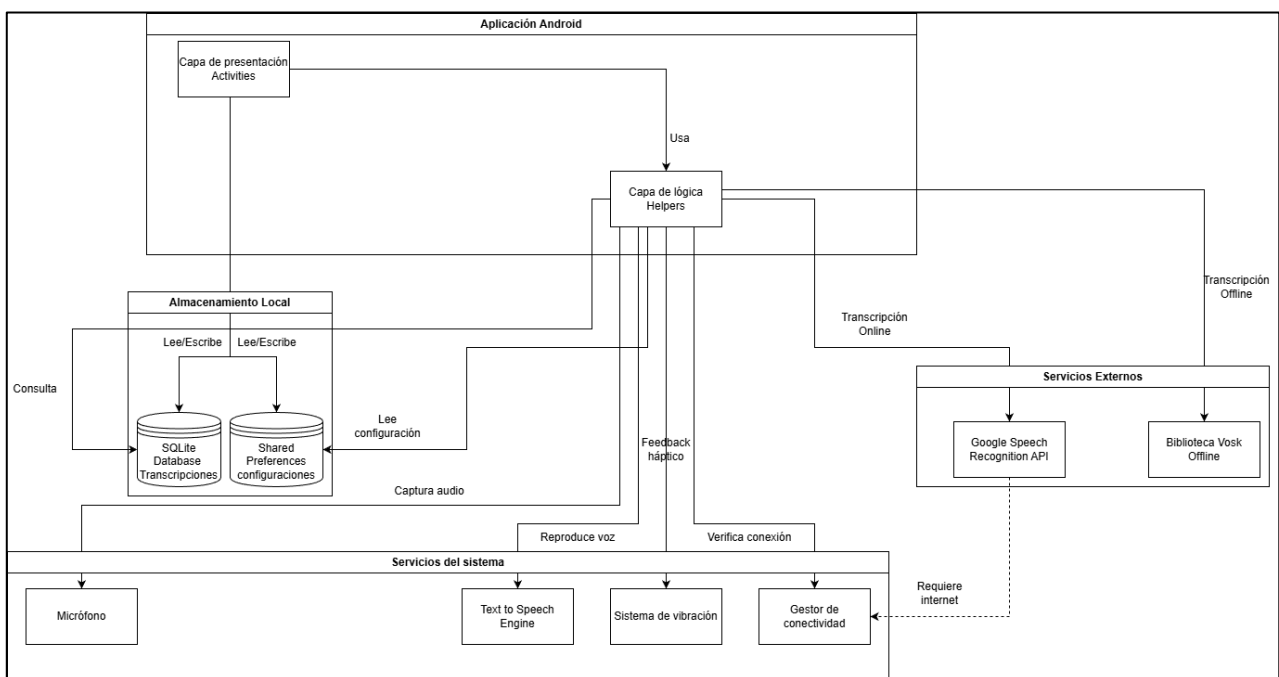 Aplicación Android
Capa de presentación
Activities
Usa
Capa de lógica
Helpers
Transcripción
Offline
Almacenamiento Local
Transcripción
Online
Lee/Escribe
Lee/Escribe
Servicios Externos
Consulta
Lee
configuración
SQLite
Database
Transcripciones
Shared
Preferences
configuraciones
Feedback
háptico
Google Speech
Recognition API
Biblioteca Vosk
Offline
Captura audio
Reproduce voz
Verifica conexión
Servicios del sistema
Requiere
internet
Micrófono
Text to Speech
Engine
Sistema de vibración
Gestor de
conectividad